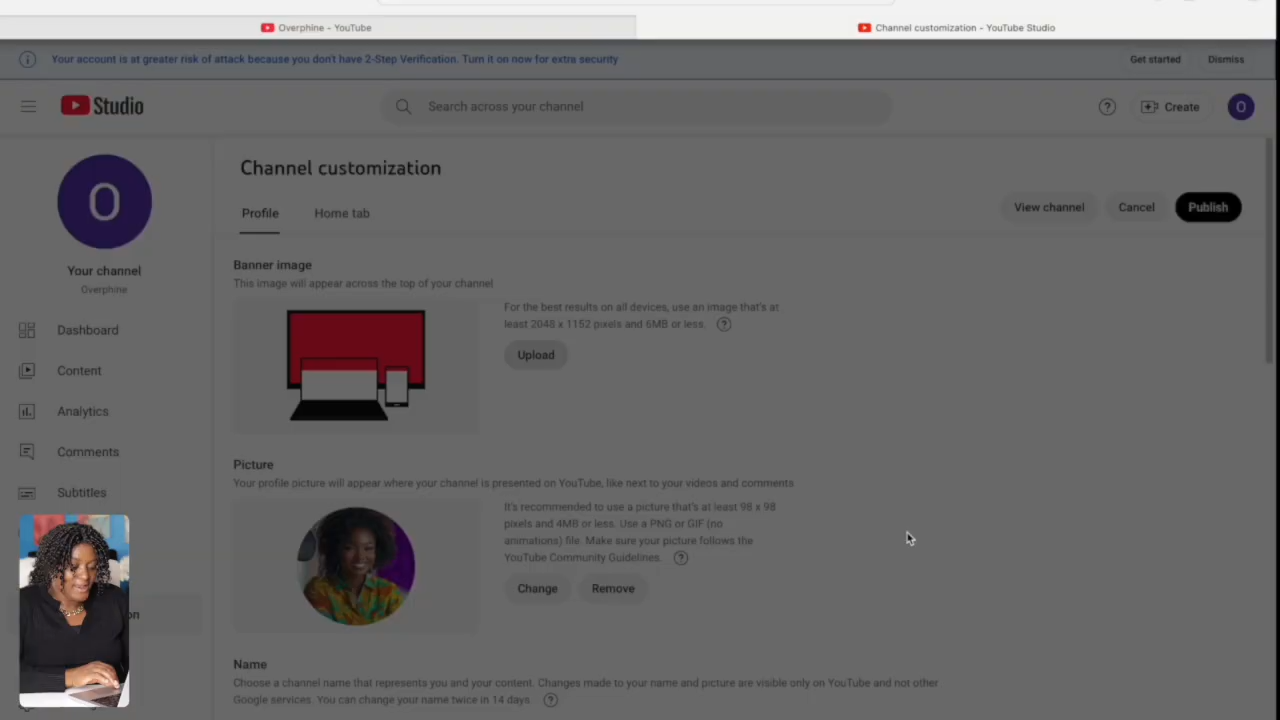 Overphine - YouTube
Channel customization - YouTube Studio
Your account is at greater risk of attack because you don't have 2-Step Verification. Turn it on now for extra security
Get started
Dismiss
Studio
Search across your channel
?
Create
O
O
Your channel
Overphine
Dashboard
Content
Analytics
Comments
Subtitles
on
Channel customization
Profile
Home tab
View channel
Cancel
Publish
Banner image
This image will appear across the top of your channel
For the best results on all devices, use an image that's at
least 2048 x 1152 pixels and 6MB or less. ?
Upload
Picture
Your profile picture will appear where your channel is presented on YouTube, like next to your videos and comments
It's recommended to use a picture that's at least 98 x 98
pixels and 4MB or less. Use a PNG or GIF (no
animations) file. Make sure your picture follows the
YouTube Community Guidelines. ?
Change
Remove
Name
Choose a channel name that represents you and your content. Changes made to your name and picture are visible only on YouTube and not other
Google services. You can change your name twice in 14 days. ?